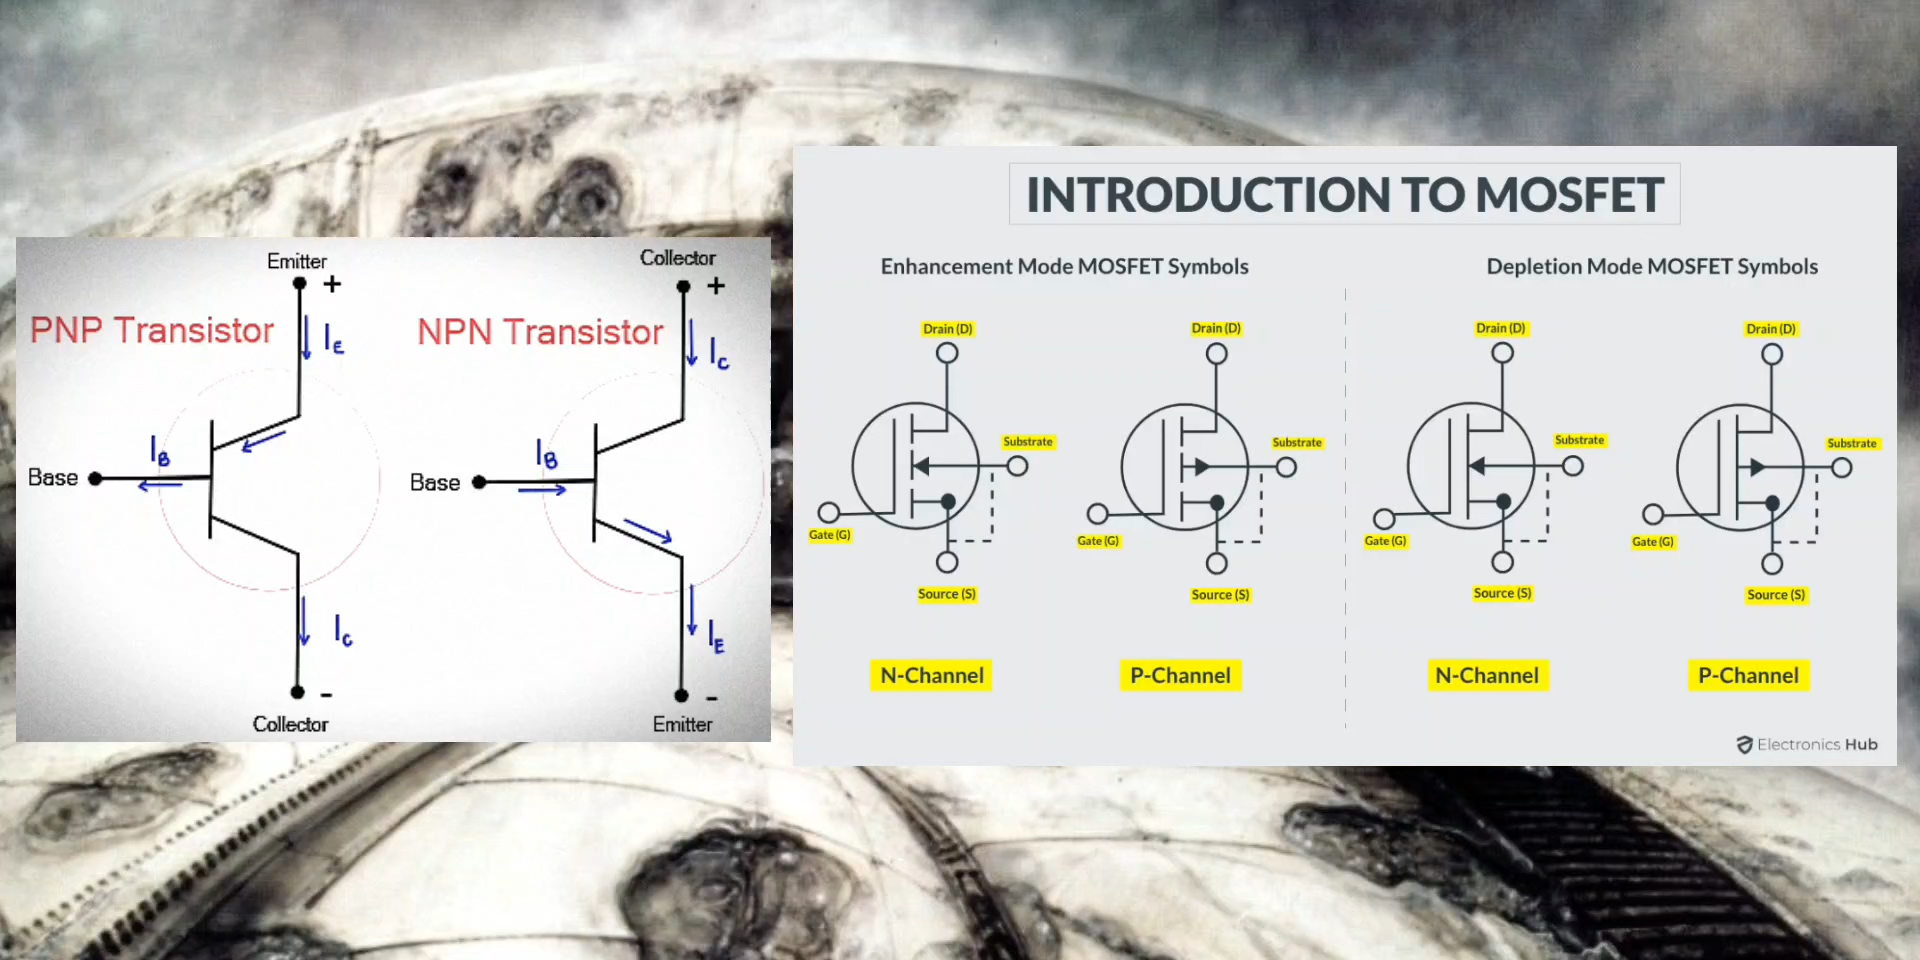 Emitter
+
PNP Transistor
IE
IB
Base
IC
-
Collector
Collector
+
NPN Transistor
IC
IB
Base
IE
-
Emitter
INTRODUCTION TO MOSFET
Enhancement Mode MOSFET Symbols
Drain (D)
Substrate
Gate (G)
Source (S)
N-Channel
Drain (D)
Substrate
Gate (G)
Source (S)
P-Channel
Depletion Mode MOSFET Symbols
Drain (D)
Substrate
Gate (G)
Source (S)
N-Channel
Drain (D)
Substrate
Gate (G)
Source (S)
P-Channel
Electronics Hub